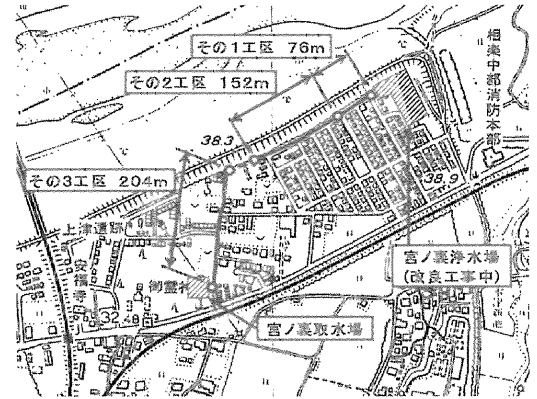 その1工区 76m
その2工区 152m
相楽中部消防本部
38.3
その3工区 204m
38.9
上津遺跡
安福寺
御霊神
宮ノ裏浄水場
(改良工事中)
32.4
宮ノ裏取水場